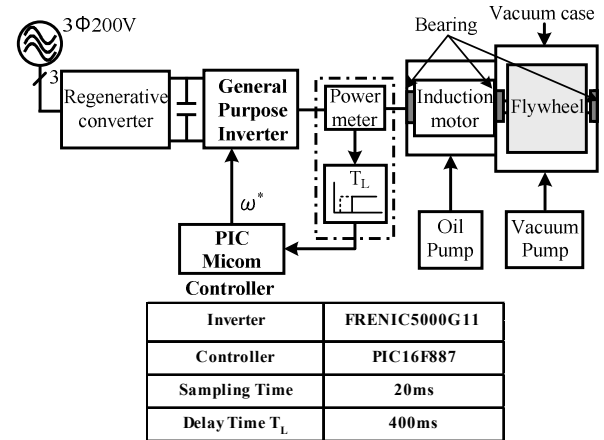 3Φ200V
3
Regenerative
converter
General
Purpose
Inverter
Power
meter
T_L
Bearing
Vacuum case
Induction
motor
Flywheel
ω*
PIC
Micom
Controller
Oil
Pump
Vacuum
Pump
Inverter FRENIC5000G11
Controller PIC16F887
Sampling Time 20ms
Delay Time T_L 400ms